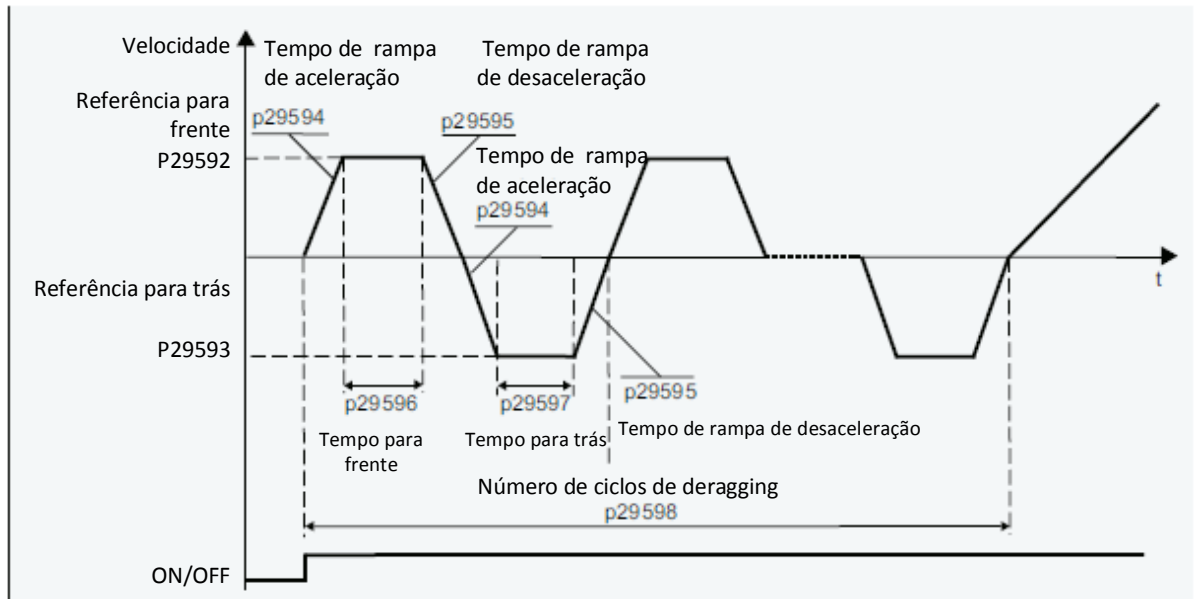 Velocidade
Tempo de rampa
de aceleração
Tempo de rampa
de desaceleração
Referência para
frente
p29594
p29595
P29592
Tempo de rampa
de aceleração
p29594
t
Referência para trás
P29593
p29596
p29597
p29595
Tempo para
frente
Tempo para trás
Tempo de rampa de desaceleração
Número de ciclos de deragging
p29598
ON/OFF